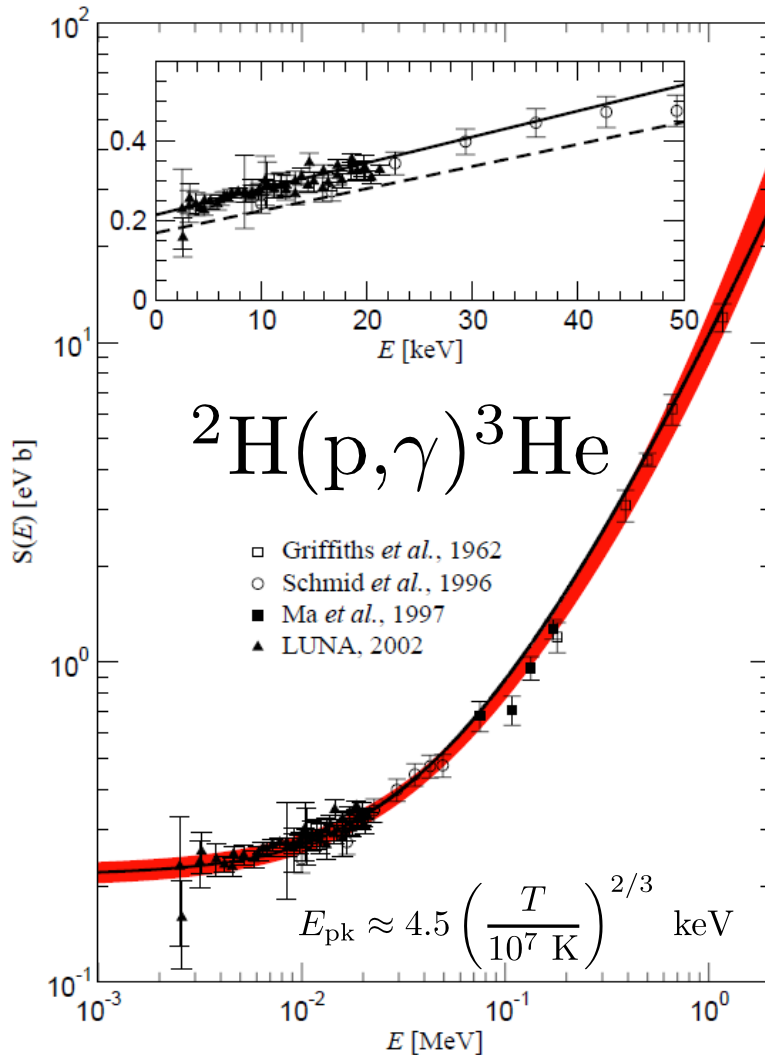 10²
0.4
0.2
0
0 10 20 30 40 50
E [keV]
10¹
²H(p,γ)³He
S(E) [eV b]
Griffiths et al., 1962
Schmid et al., 1996
Ma et al., 1997
LUNA, 2002
10⁰
E_pk ≈ 4.5 (T / 10⁷ K)^2/3 keV
10⁻¹
10⁻³ 10⁻² 10⁻¹ 10⁰
E [MeV]